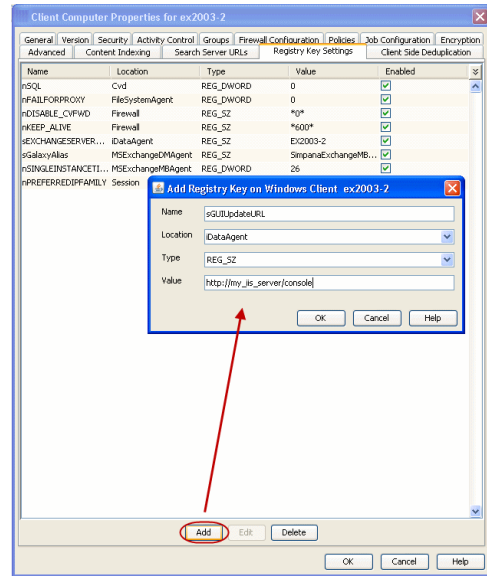 Client Computer Properties for ex2003-2
General Version Security Activity Control Groups Firewall Configuration Policies Job Configuration Encryption
Advanced Content Indexing Search Server URLs Registry Key Settings Client Side Deduplication
Name Location Type Value Enabled
nSQL Cvd REG_DWORD 0
nFAILFORPROXY FileSystemAgent REG_DWORD 0
nDISABLE_CVFWD Firewall REG_SZ *0*
nKEEP_ALIVE Firewall REG_SZ *600*
sEXCHANGESERVER... iDataAgent REG_SZ EX2003-2
sGalaxyAlias MSExchangeDMAgent REG_SZ SimpanaExchangeMB...
nSINGLEINSTANCETI... MSExchangeMBAgent REG_DWORD 26
nPREFERREDIPFAMILY Session
Add Registry Key on Windows Client ex2003-2
Name sGUIUpdateURL
Location iDataAgent
Type REG_SZ
Value http://my_iis_server/console
OK Cancel Help
Add Edit Delete
OK Cancel Help